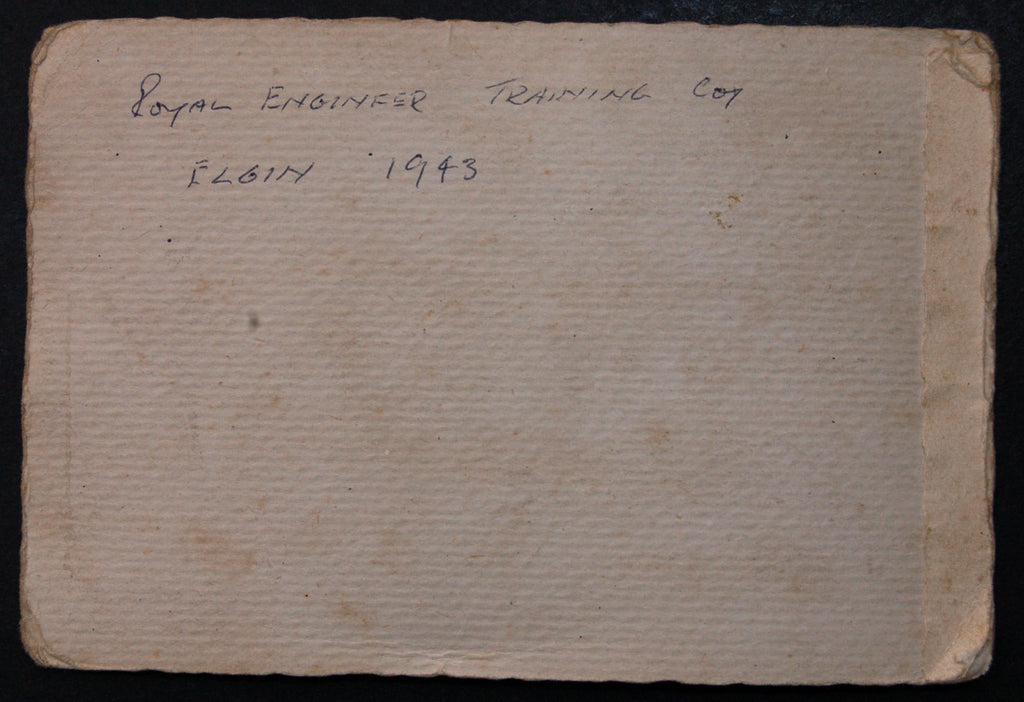 ROYAL ENGINEER TRAINING COY
ELGIN 1943